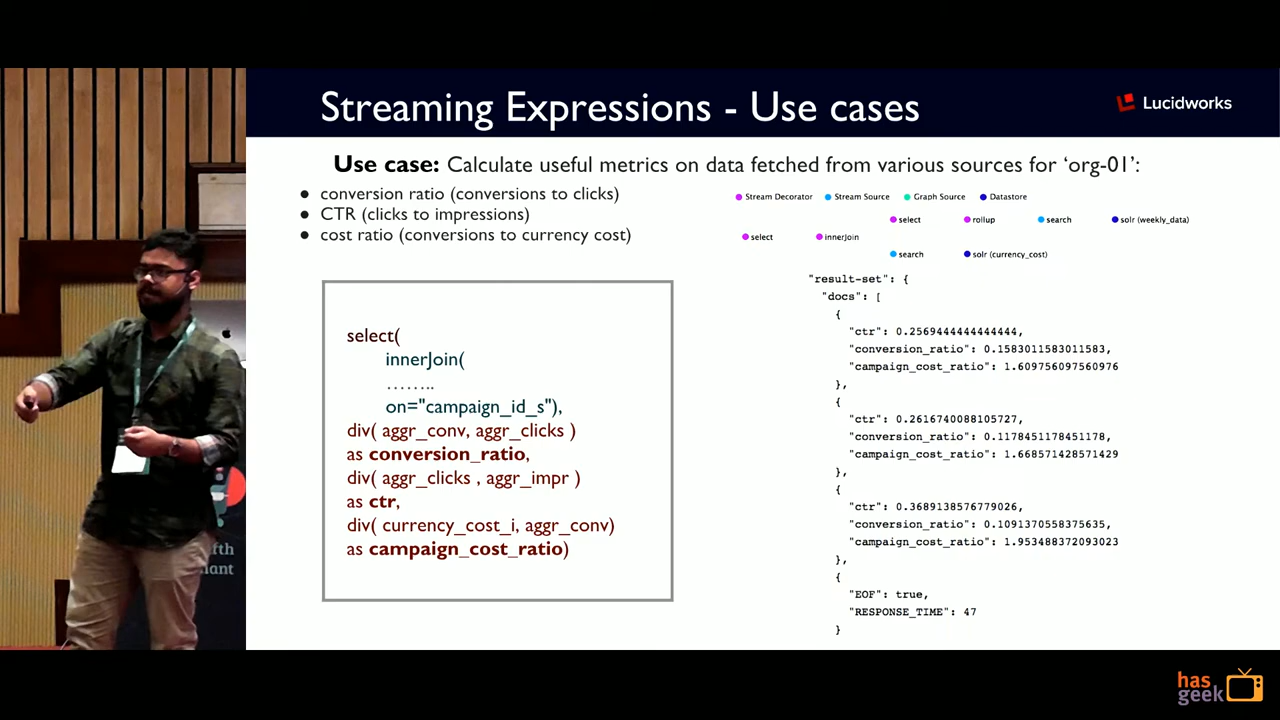 Streaming Expressions - Use cases
Lucidworks
Use case: Calculate useful metrics on data fetched from various sources for ‘org-01’:
● conversion ratio (conversions to clicks)
● CTR (clicks to impressions)
● cost ratio (conversions to currency cost)
Stream Decorator Stream Source Graph Source Datastore
select rollup search solr (weekly_data)
select innerJoin
search solr (currency_cost)
select(
innerJoin(
……..
on="campaign_id_s"),
div( aggr_conv, aggr_clicks )
as conversion_ratio,
div( aggr_clicks , aggr_impr )
as ctr,
div( currency_cost_i, aggr_conv)
as campaign_cost_ratio)
"result-set": {
"docs": [
{
"ctr": 0.2569444444444444,
"conversion_ratio": 0.1583011583011583,
"campaign_cost_ratio": 1.609756097560976
},
{
"ctr": 0.2616740088105727,
"conversion_ratio": 0.1178451178451178,
"campaign_cost_ratio": 1.668571428571429
},
{
"ctr": 0.3689138576779026,
"conversion_ratio": 0.1091370558375635,
"campaign_cost_ratio": 1.953488372093023
},
{
"EOF": true,
"RESPONSE_TIME": 47
}
fth
nant
has
geek